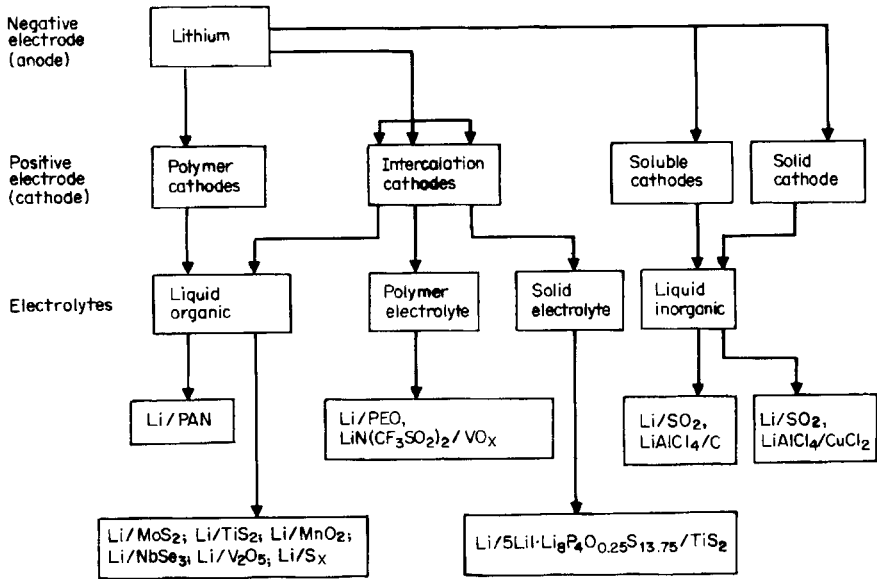 Negative
electrode
(anode)
Lithium
Positive
electrode
(cathode)
Polymer
cathodes
Intercalation
cathodes
Soluble
cathodes
Solid
cathode
Electrolytes
Liquid
organic
Polymer
electrolyte
Solid
electrolyte
Liquid
inorganic
Li/PAN
Li/PEO,
LiN(CF₃SO₂)₂/VOₓ
Li/SO₂,
LiAlCl₄/C
Li/SO₂,
LiAlCl₄/CuCl₂
Li/MoS₂; Li/TiS₂; Li/MnO₂;
Li/NbSe₃; Li/V₂O₅; Li/Sₓ
Li/5LiI·Li₈P₄O₀.₂₅S₁₃.₇₅/TiS₂